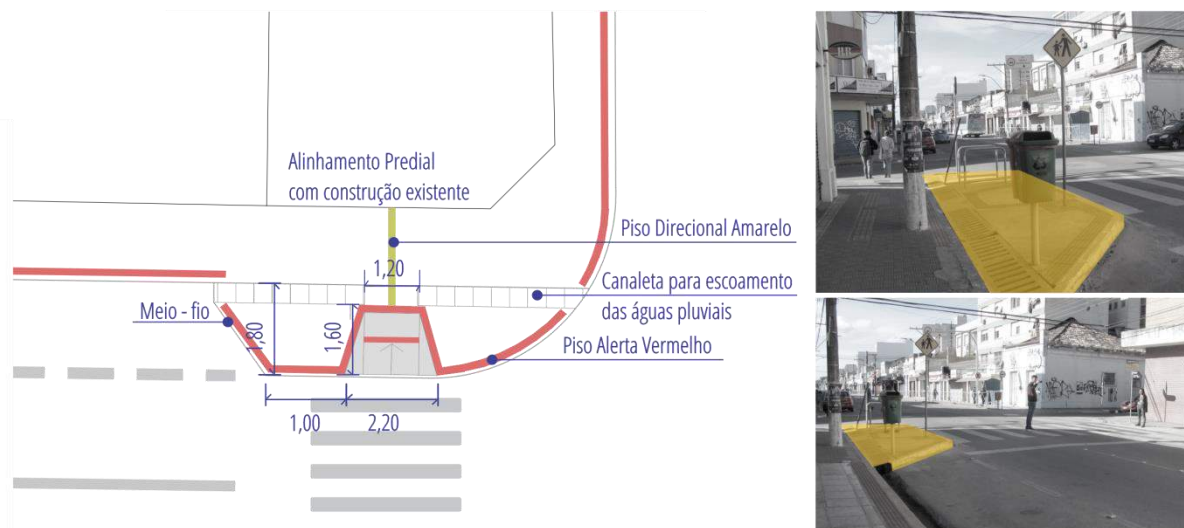 Alinhamento Predial
com construção existente
Piso Direcional Amarelo
1,20
Canaleta para escoamento
das águas pluviais
Meio - fio
1,80
1,60
Piso Alerta Vermelho
1,00
2,20